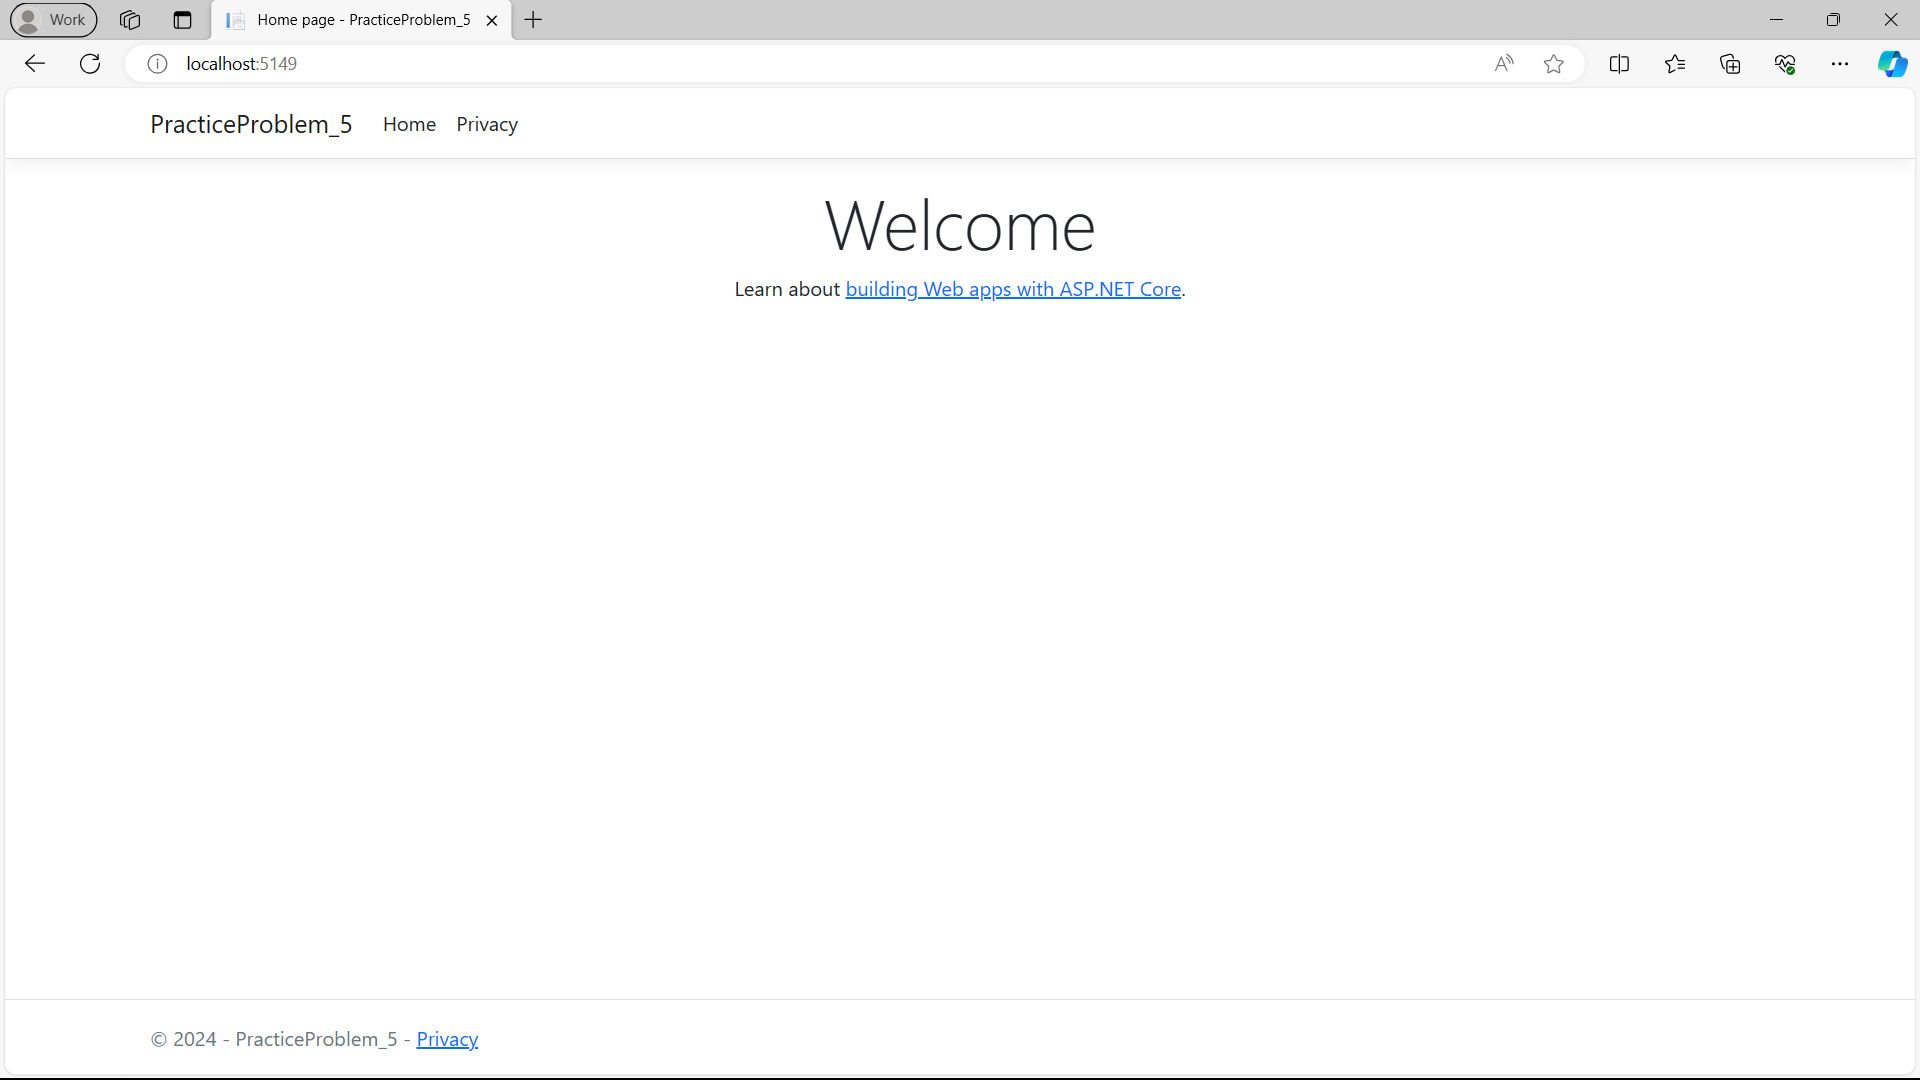 Work
Home page - PracticeProblem_5
localhost:5149
PracticeProblem_5 Home Privacy
Welcome
Learn about building Web apps with ASP.NET Core.
© 2024 - PracticeProblem_5 - Privacy